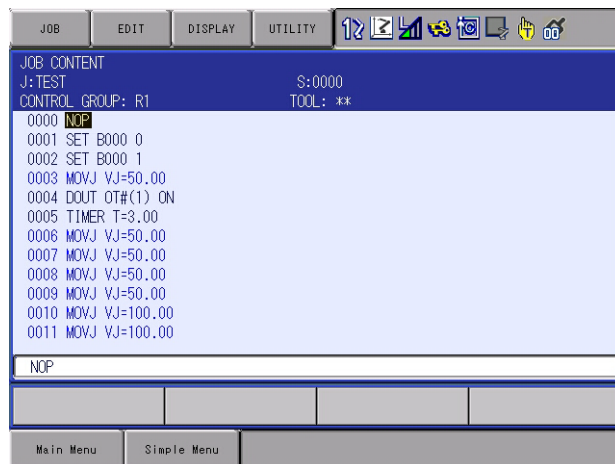 JOB EDIT DISPLAY UTILITY
JOB CONTENT
J:TEST S:0000
CONTROL GROUP: R1 TOOL: **
0000 NOP
0001 SET B000 0
0002 SET B000 1
0003 MOVJ VJ=50.00
0004 DOUT OT#(1) ON
0005 TIMER T=3.00
0006 MOVJ VJ=50.00
0007 MOVJ VJ=50.00
0008 MOVJ VJ=50.00
0009 MOVJ VJ=50.00
0010 MOVJ VJ=100.00
0011 MOVJ VJ=100.00
NOP
Main Menu Simple Menu